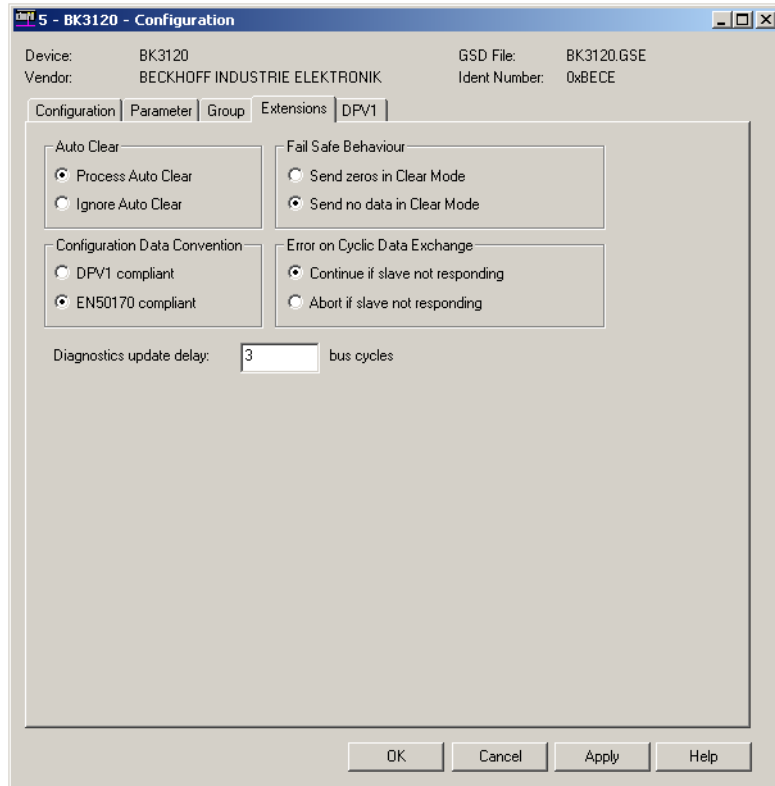 5 - BK3120 - Configuration
Device: BK3120 GSD File: BK3120.GSE
Vendor: BECKHOFF INDUSTRIE ELEKTRONIK Ident Number: 0xBECE
Configuration Parameter Group Extensions DPV1
Auto Clear
Process Auto Clear
Ignore Auto Clear
Fail Safe Behaviour
Send zeros in Clear Mode
Send no data in Clear Mode
Configuration Data Convention
DPV1 compliant
EN50170 compliant
Error on Cyclic Data Exchange
Continue if slave not responding
Abort if slave not responding
Diagnostics update delay: 3 bus cycles
OK Cancel Apply Help